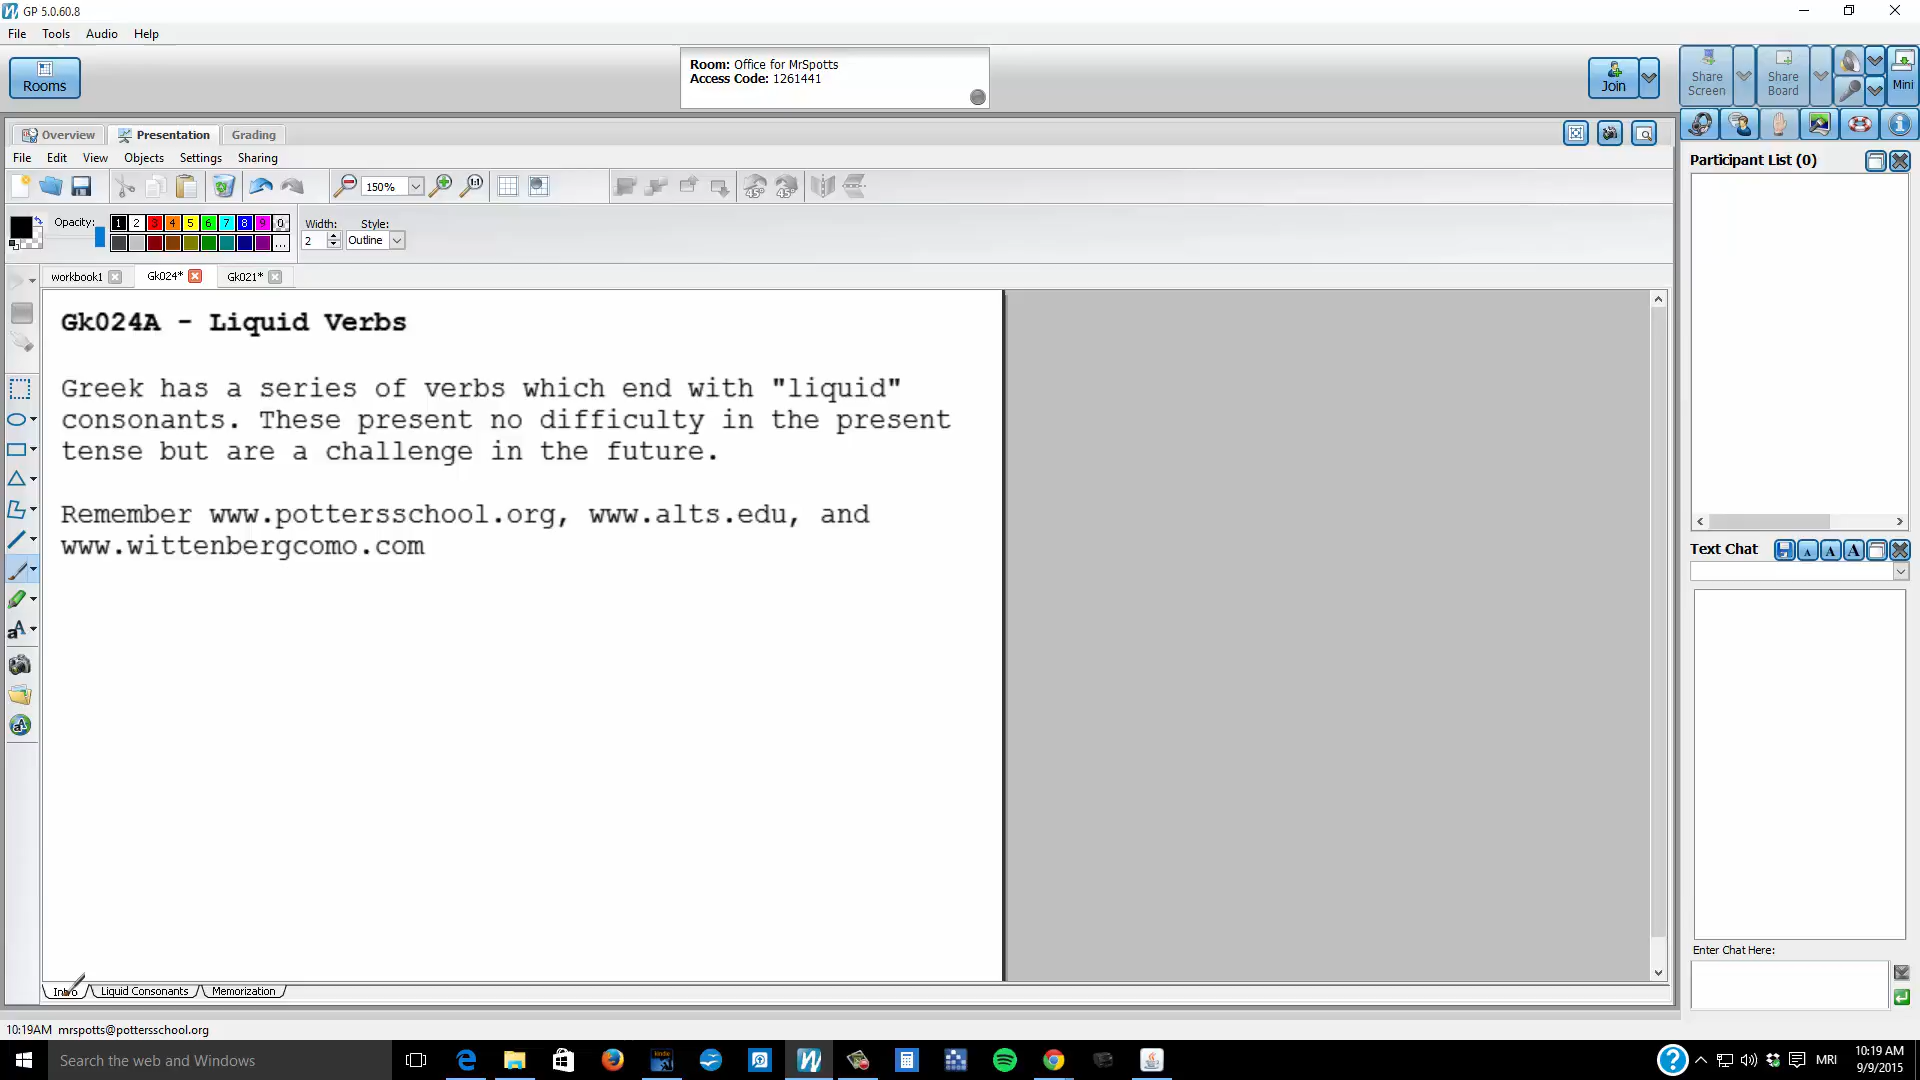 GP 5.0.60.8
File Tools Audio Help
Rooms
Room: Office for MrSpotts
Access Code: 1261441
Join
Share Screen
Share Board
Mini
Overview Presentation Grading
File Edit View Objects Settings Sharing
150%
45° 45°
Opacity:
1 2 3 4 5 6 7 8 9 0
...
Width:
2
Style:
Outline
workbook1 Gk024* Gk021*
Gk024A - Liquid Verbs
Greek has a series of verbs which end with "liquid"
consonants. These present no difficulty in the present
tense but are a challenge in the future.
Remember www.pottersschool.org, www.alts.edu, and
www.wittenbergcomo.com
Intro Liquid Consonants Memorization
Participant List (0)
Text Chat
A A A
Enter Chat Here:
10:19AM mrspotts@pottersschool.org
Search the web and Windows
kindle
MRI
10:19 AM
9/9/2015